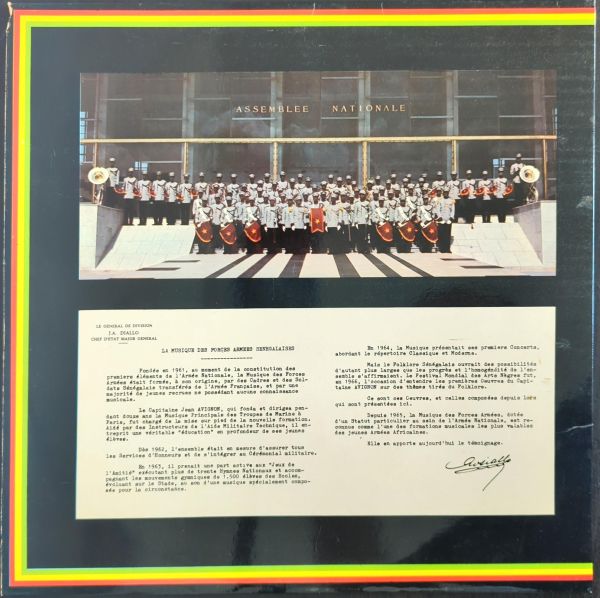 ASSEMBLEE NATIONALE
LE GENERAL DE DIVISION
J.A. DIALLO
CHEF D'ETAT MAJOR GENERAL
LA MUSIQUE DES FORCES ARMEES SENEGALAISES
Fondée en 1961, au moment de la constitution des
premiers éléments de l'Armée Nationale, la Musique des Forces
Armées était formée, à son origine, par des Cadres et des Sol-
dats Sénégalais transférés de l'Armée Française, et par une
majorité de jeunes recrues ne possédant aucune connaissance
musicale.
Le Capitaine Jean AVIGNON, qui fonda et dirigea pen-
dant douze ans la Musique Principale des Troupes de Marine à
Paris, fut chargé de la mise sur pied de la nouvelle formation.
Aidé par des Instructeurs de l'Aide Militaire Technique, il en-
treprit une véritable "éducation" en profondeur de ses jeunes
élèves.
Dès 1962, l'ensemble était en mesure d'assurer tous
les Services d'Honneurs et de s'intégrer au Cérémonial militaire.
En 1963, il prenait une part active aux "Jeux de
l'Amitié" exécutant plus de trente Hymnes Nationaux et accom-
pagnant les mouvements gymniques de 1.500 élèves des Ecoles,
évoluant sur le Stade, au son d'une musique spécialement compo-
sée pour la circonstance.
En 1964, la Musique présentait ses premiers Concerts,
abordant le répertoire Classique et Moderne.
Mais le Folklore Sénégalais ouvrait des possibilités
d'autant plus larges que les progrès et l'homogénéité de l'en-
semble s'affirmaient. Le Festival Mondial des Arts Nègres fut,
en 1966, l'occasion d'entendre les premières Oeuvres du Capi-
taine AVIGNON sur des thèmes tirés du Folklore.
Ce sont ces Oeuvres, et celles composées depuis lors
qui sont présentées ici.
Depuis 1965, la Musique des Forces Armées, dotée
d'un Statut particulier au sein de l'Armée Nationale, est re-
connue comme l'une des formations musicales les plus valables
des jeunes Armées Africaines.
Elle en apporte aujourd'hui le témoignage.